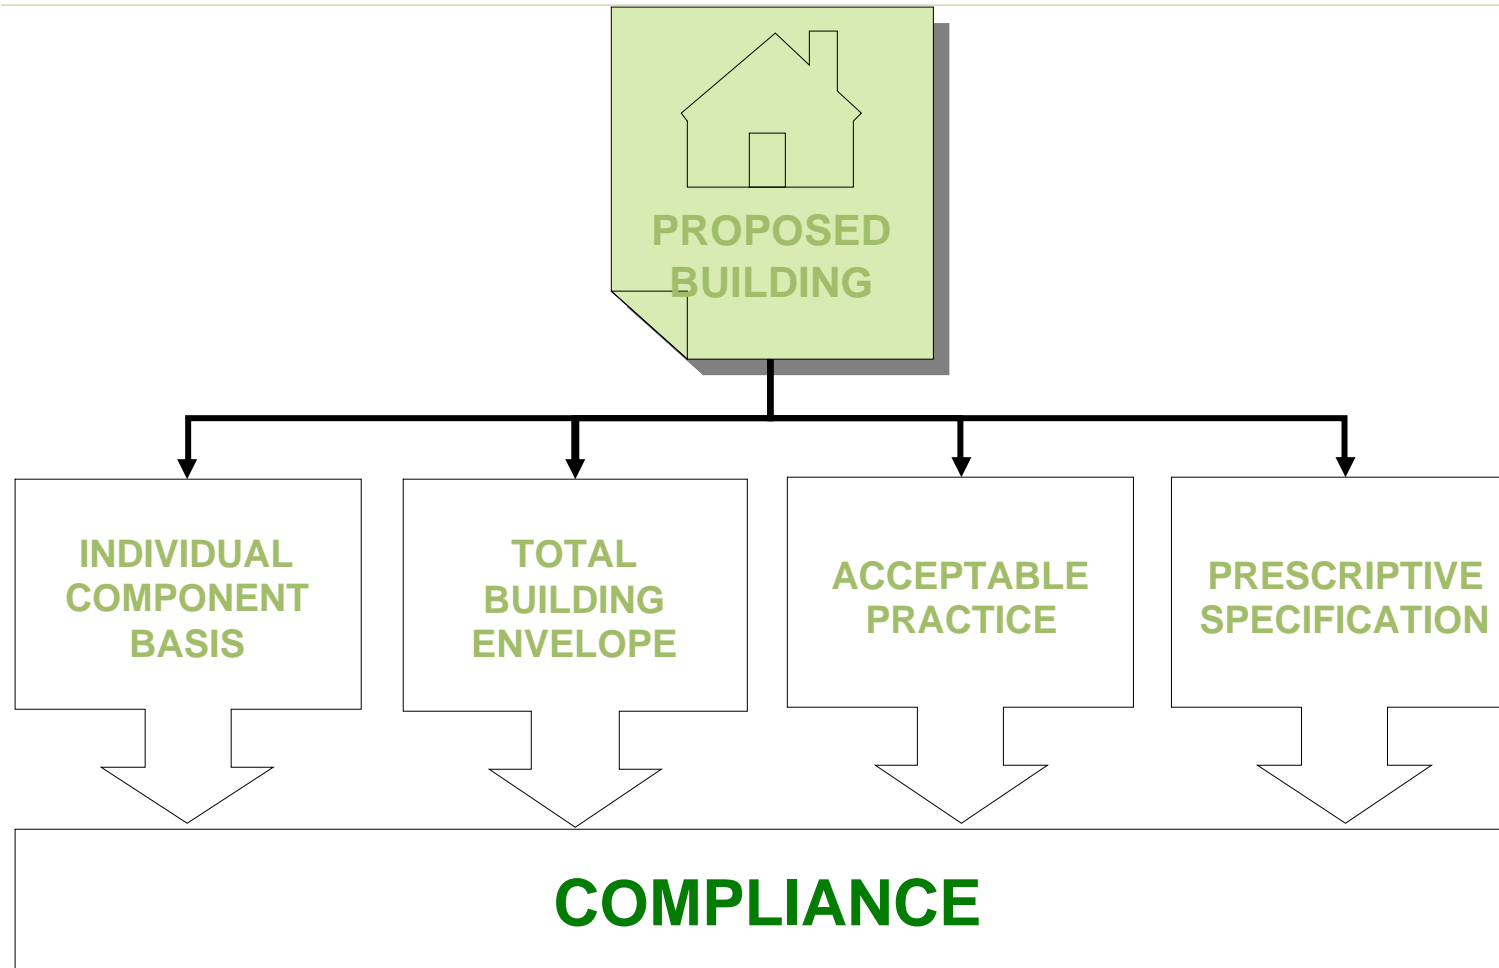 PROPOSED
BUILDING
INDIVIDUAL
COMPONENT
BASIS
TOTAL
BUILDING
ENVELOPE
ACCEPTABLE
PRACTICE
PRESCRIPTIVE
SPECIFICATION
COMPLIANCE